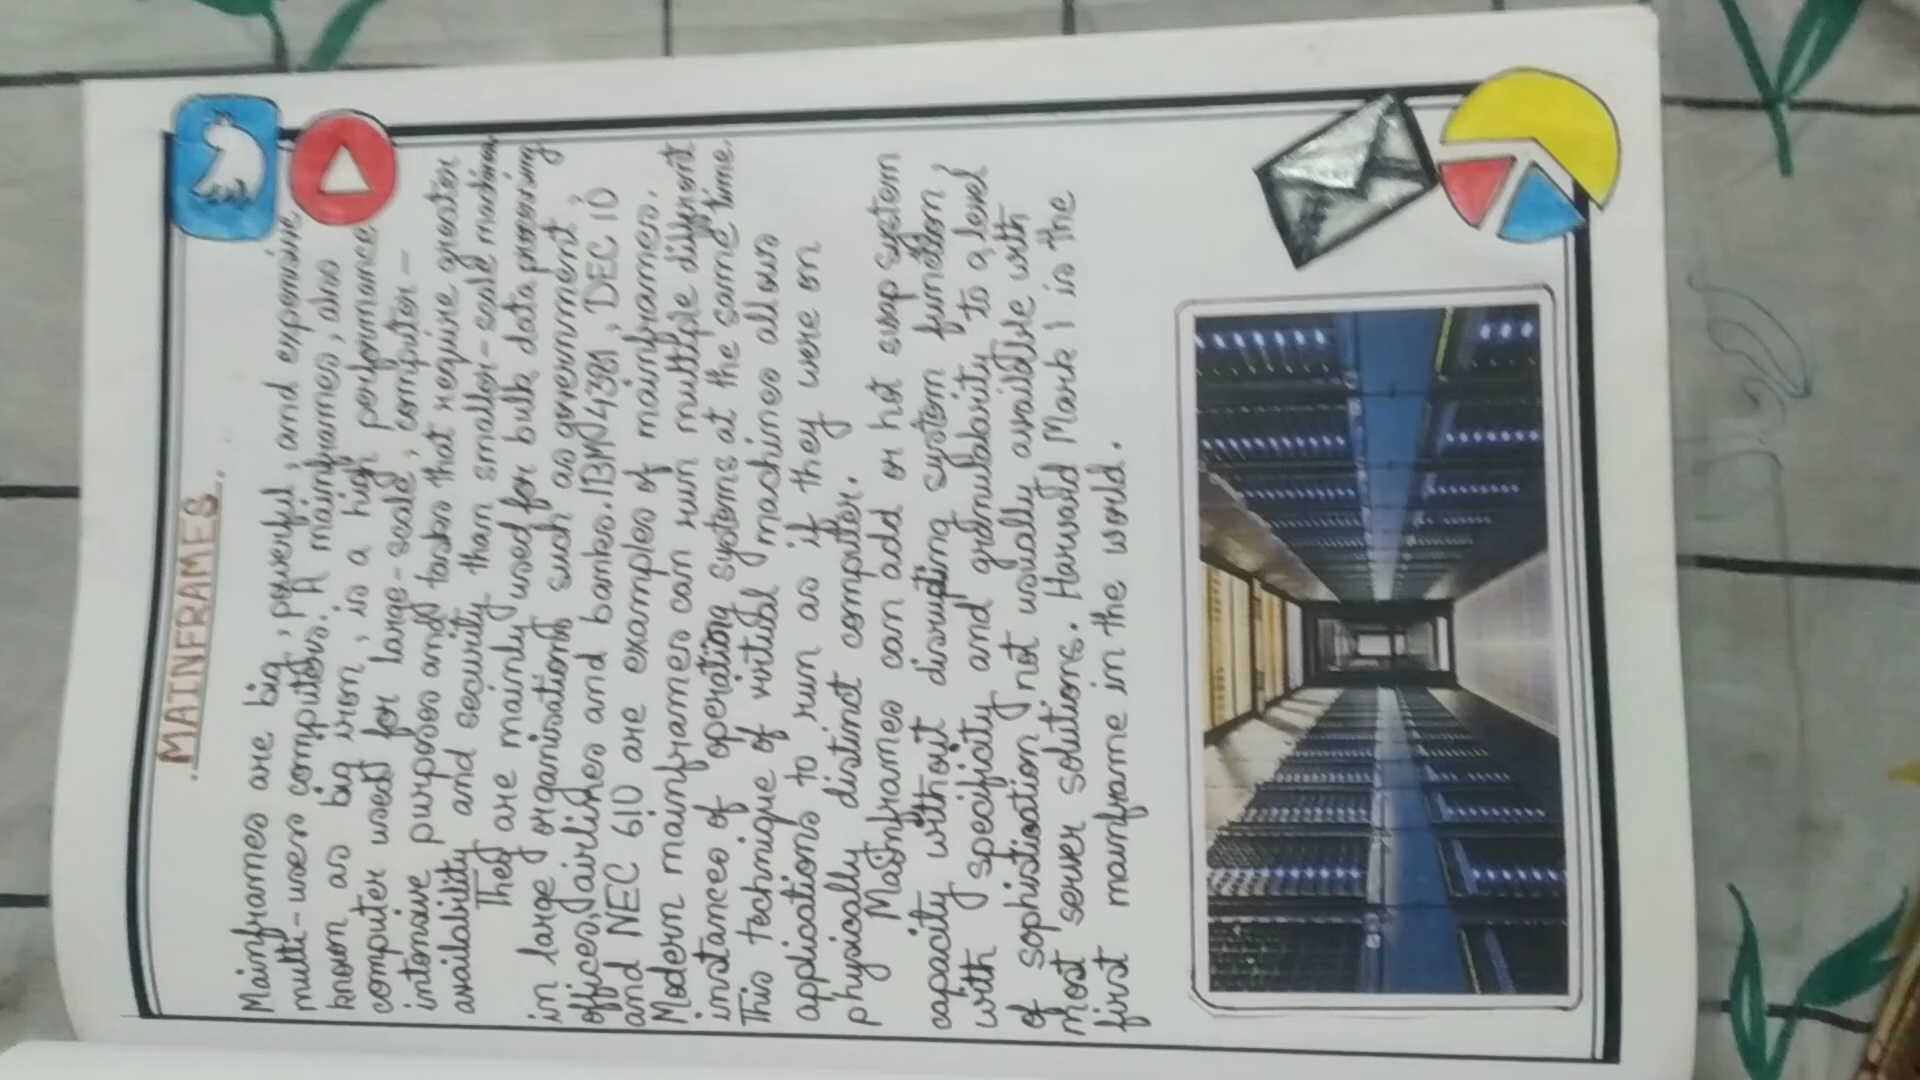 MAINFRAMES
Mainframes are big, powerful, and expensive
multi-users computers. A mainframes, also
known as big iron, is a high performance
computer used for large-scale, computer-
intensive purposes and tasks that require greater
availability and security than smaller-scale machines
They are mainly used for bulk data processing
in large organisations such as government,
offices, airlines and bankes. IBMN4381, DEC 10
and NEC 610 are examples of mainframes.
Modern mainframes can run multiple different
instances of operating systems at the same time.
This technique of virtual machines allows
applications to run as if they were on
physically distinct computer.
Mainframes can add or hot swap system
capacity without disrupting system function,
with specificity and granularity to a level
of sophistication not usually available with
most server solutions. Harward Mark 1 is the
first mainframe in the world.